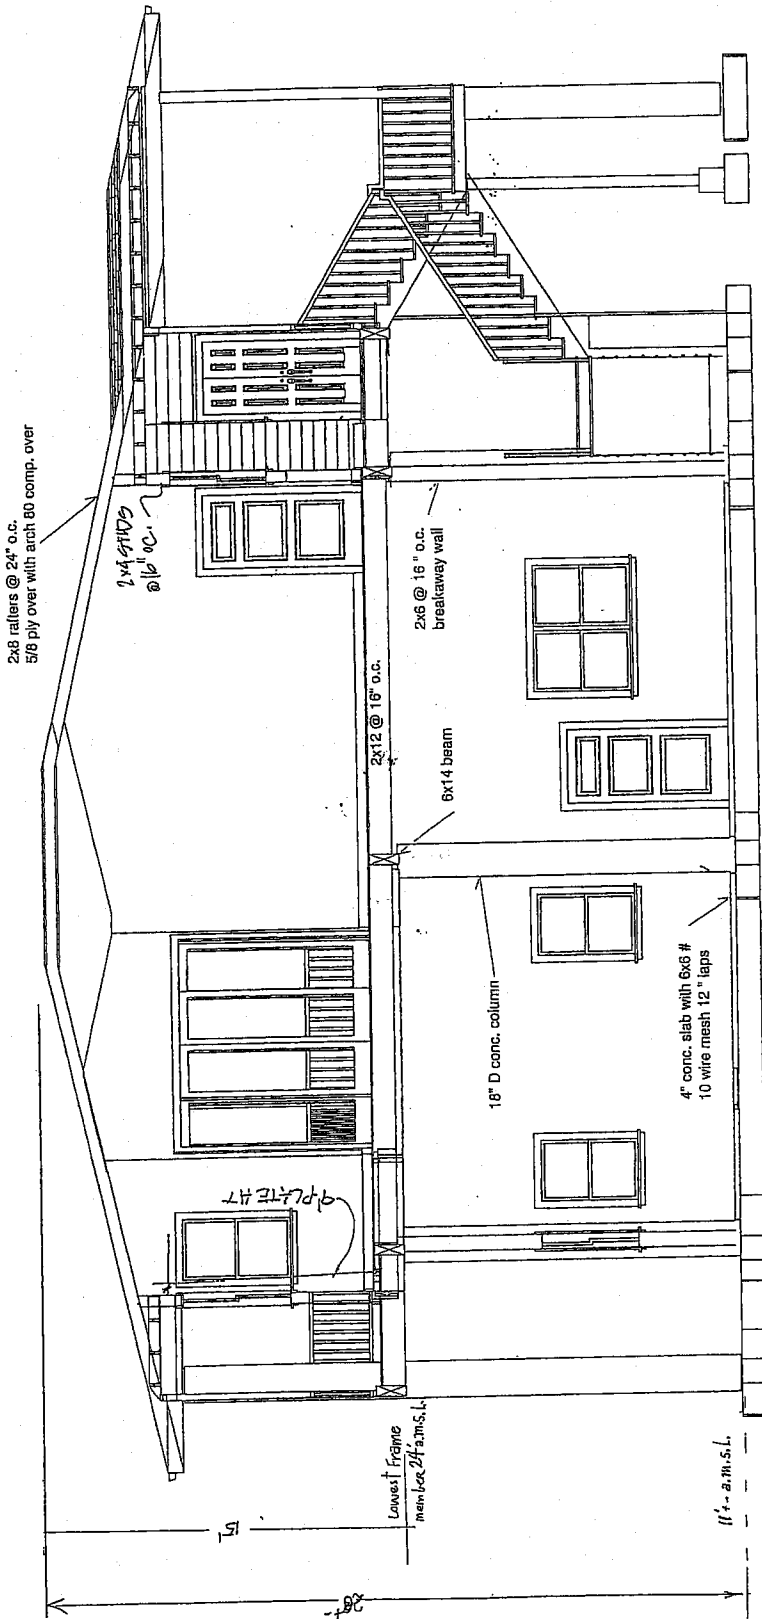 2x8 rafters @ 24" o.c.
5/8 ply over with arch 80 comp. over
2x4 STUDS
@16" OC.
2x12 @ 16" o.c.
2x6 @ 16 " o.c.
breakaway wall
6x14 beam
9' PLATE HT
18" D conc. column
4" conc. slab with 6x6 #
10 wire mesh 12 " laps
Lowest Frame
member 24' a.m.s.l.
15'
11'+- a.m.s.l.